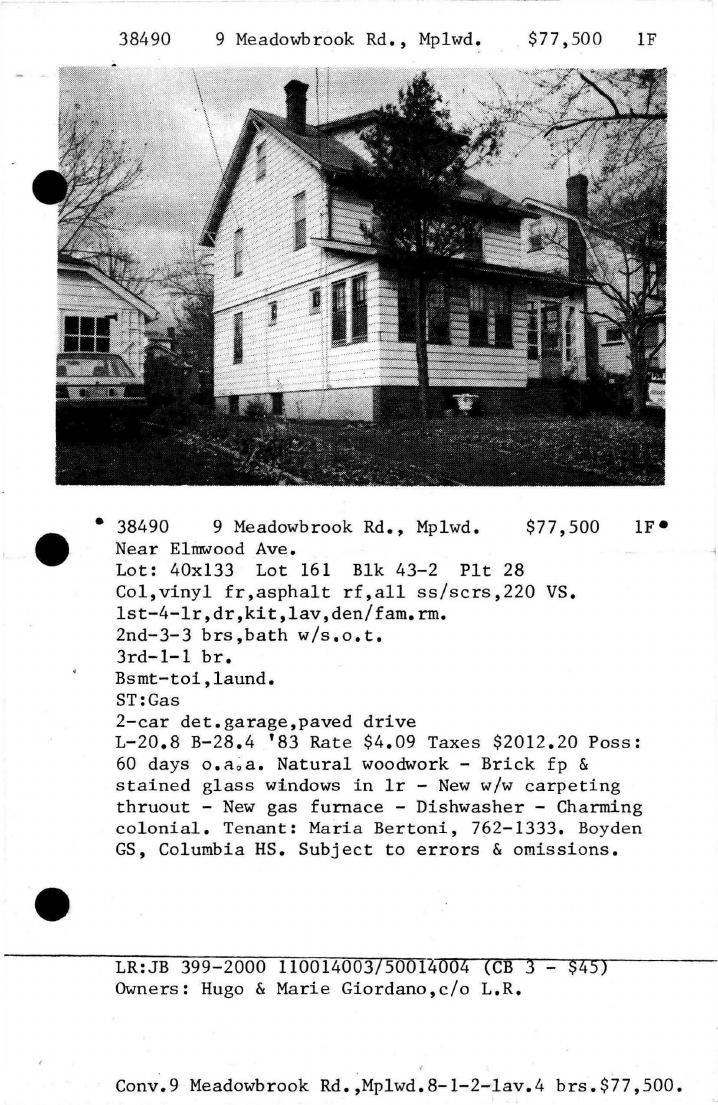 38490 9 Meadowbrook Rd., Mplwd. $77,500 1F
38490 9 Meadowbrook Rd., Mplwd. $77,500 1F
Near Elmwood Ave.
Lot: 40x133 Lot 161 Blk 43-2 Plt 28
Col,vinyl fr,asphalt rf,all ss/scrs,220 VS.
1st-4-lr,dr,kit,lav,den/fam.rm.
2nd-3-3 brs,bath w/s.o.t.
3rd-1-1 br.
Bsmt-toi,laund.
ST:Gas
2-car det.garage,paved drive
L-20.8 B-28.4 '83 Rate $4.09 Taxes $2012.20 Poss:
60 days o.a.a. Natural woodwork - Brick fp &
stained glass windows in lr - New w/w carpeting
thruout - New gas furnace - Dishwasher - Charming
colonial. Tenant: Maria Bertoni, 762-1333. Boyden
GS, Columbia HS. Subject to errors & omissions.
LR:JB 399-2000 110014003/50014004 (CB 3 - $45)
Owners: Hugo & Marie Giordano,c/o L.R.
Conv.9 Meadowbrook Rd.,Mplwd.8-1-2-lav.4 brs.$77,500.